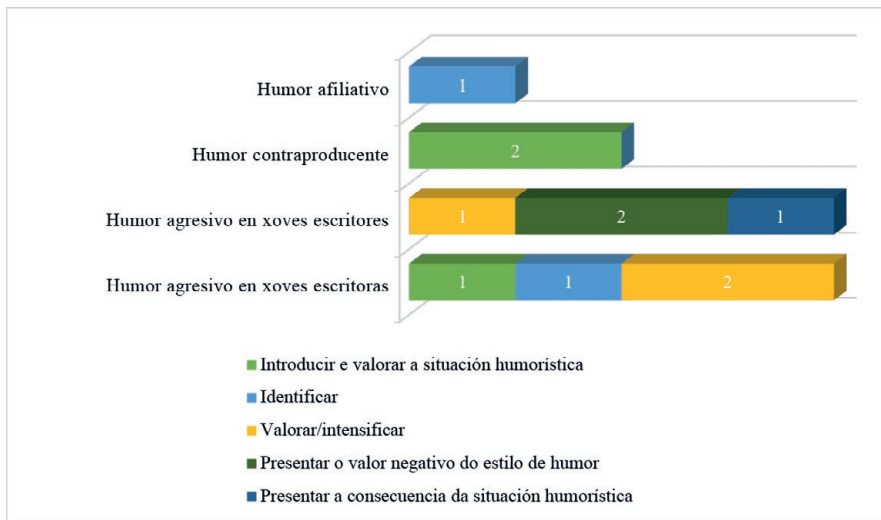 Humor afiliativo
1
Humor contraproducente
2
Humor agresivo en xoves escritores
1 2 1
Humor agresivo en xoves escritoras
1 1 2
Introducir e valorar a situación humorística
Identificar
Valorar/intensificar
Presentar o valor negativo do estilo de humor
Presentar a consecuencia da situación humorística